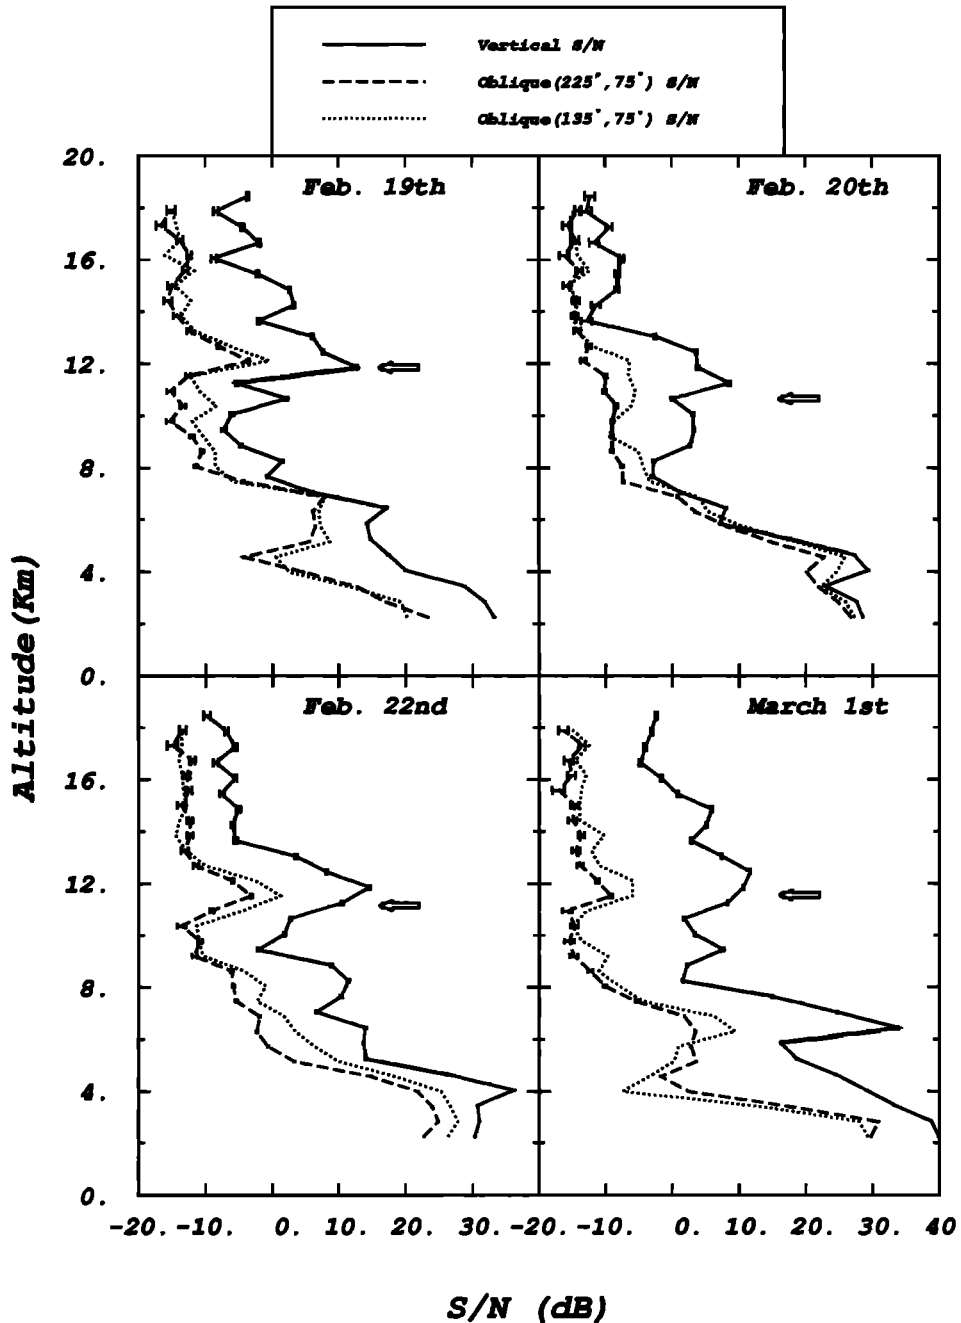 Vertical S/N
Oblique(225°,75°) S/N
Oblique(135°,75°) S/N
20.
Feb. 19th
Feb. 20th
16.
12.
8.
4.
0.
Feb. 22nd
March 1st
16.
12.
8.
4.
0.
-20. -10. 0. 10. 20. -20. -10. 0. 10. 20. 30. 40
Altitude(Km)
S/N (dB)